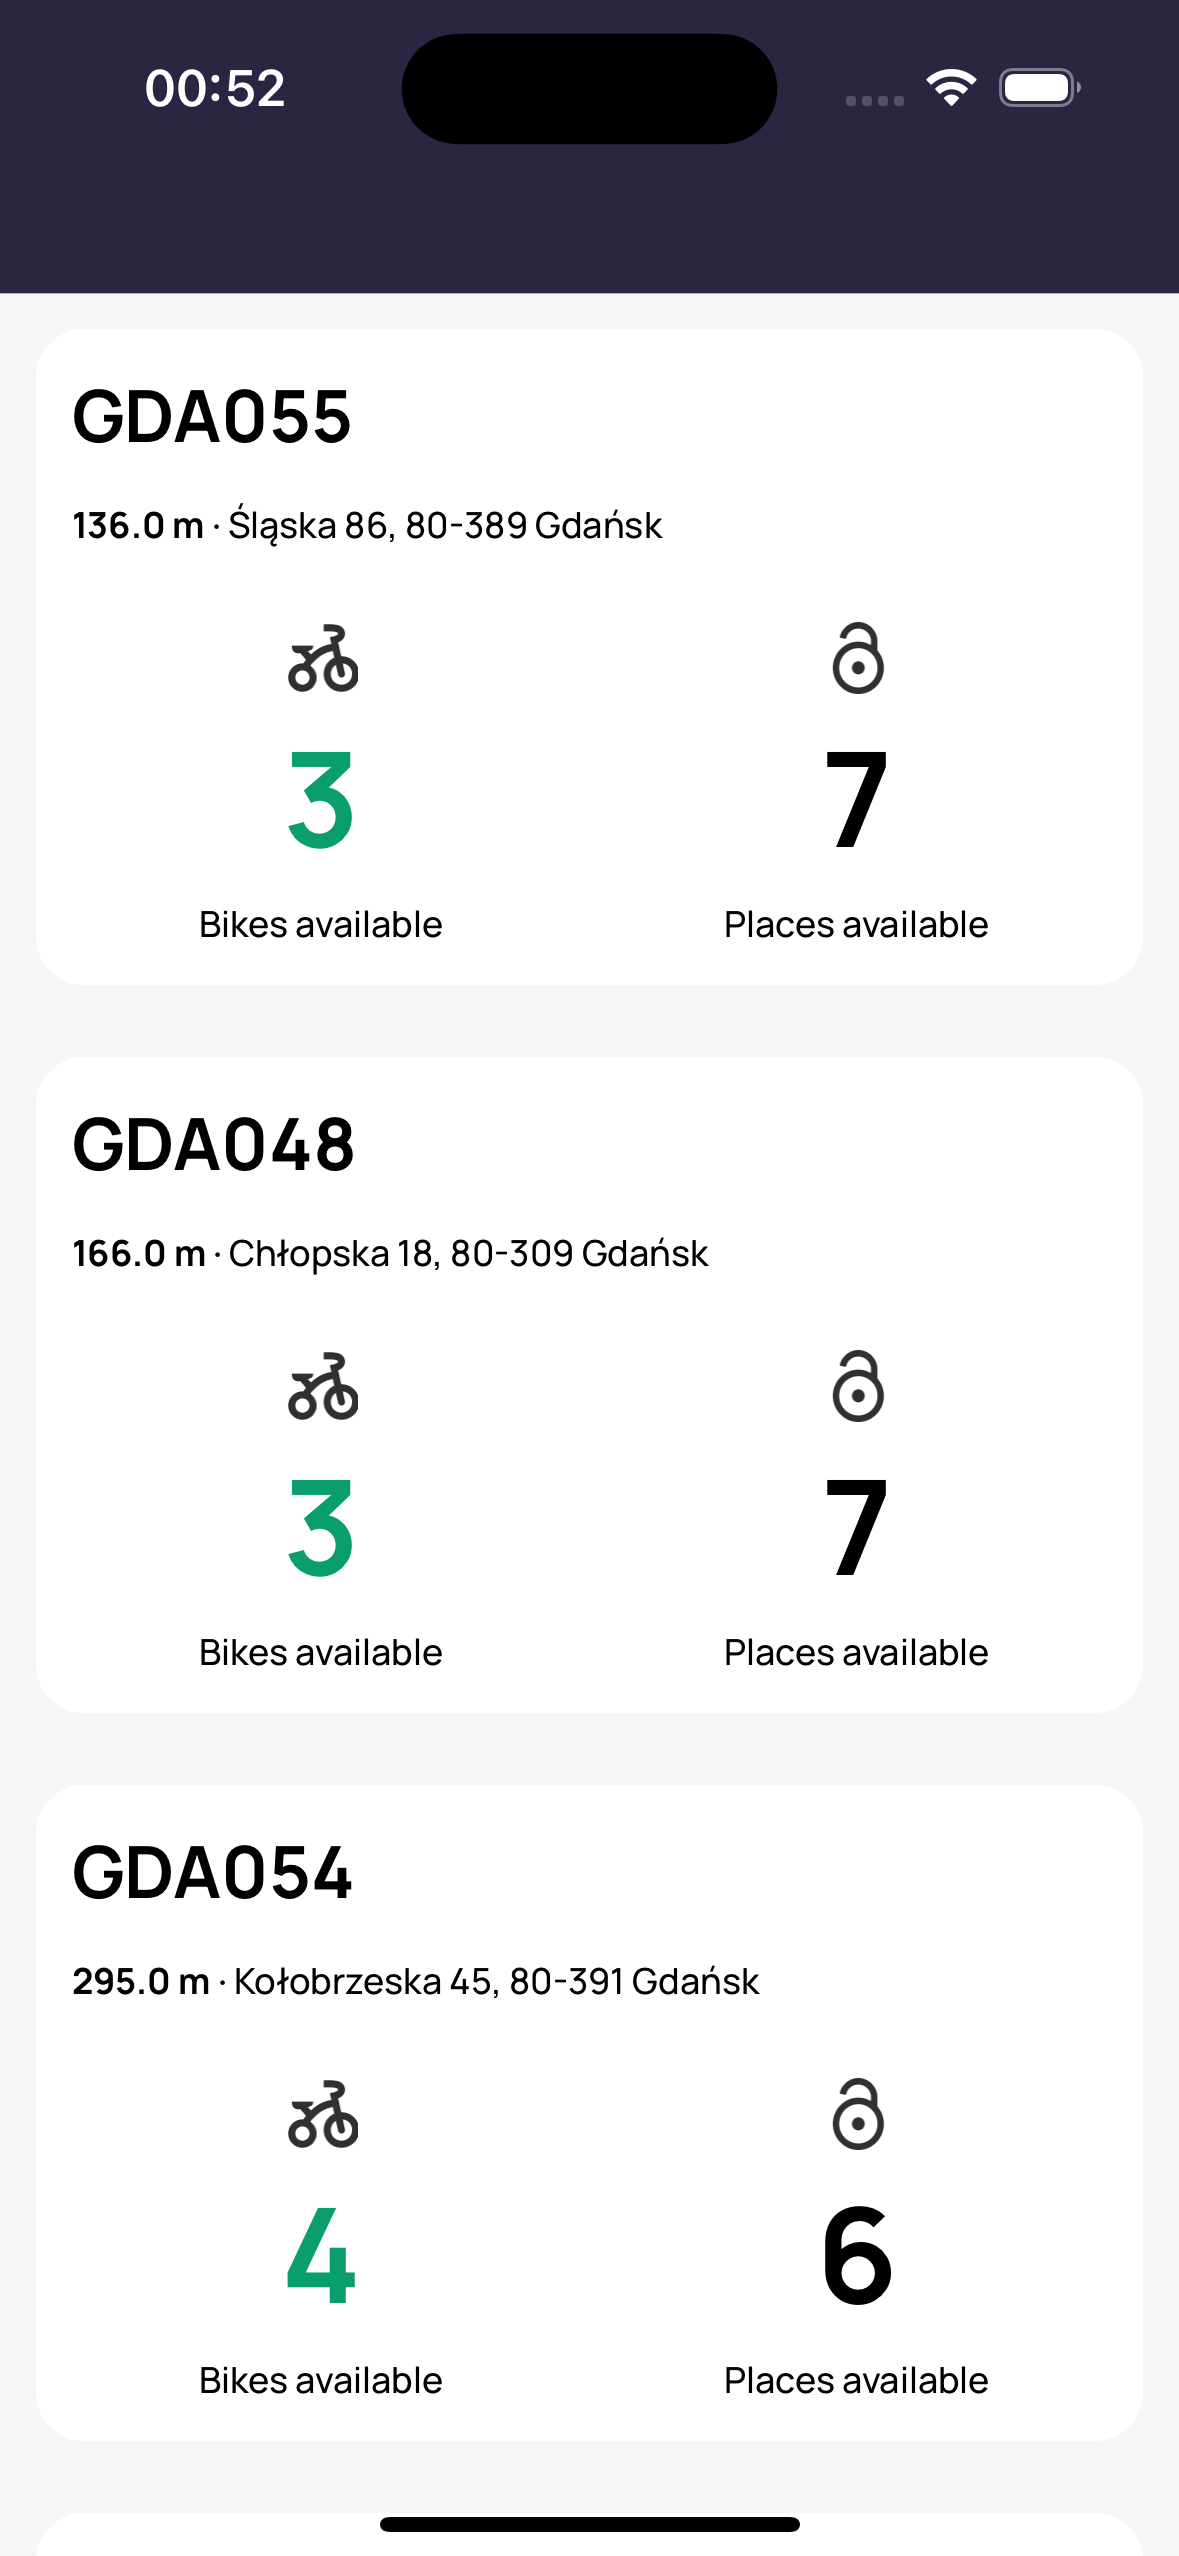 00:52
GDA055
136.0 m · Śląska 86, 80-389 Gdańsk
3 7
Bikes available Places available
GDA048
166.0 m · Chłopska 18, 80-309 Gdańsk
3 7
Bikes available Places available
GDA054
295.0 m · Kołobrzeska 45, 80-391 Gdańsk
4 6
Bikes available Places available